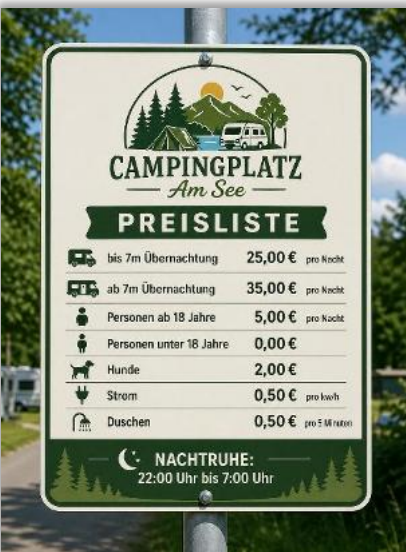 CAMPINGPLATZ
Am See
PREISLISTE
bis 7m Übernachtung 25,00 € pro Nacht
ab 7m Übernachtung 35,00 € pro Nacht
Personen ab 18 Jahre 5,00 € pro Nacht
Personen unter 18 Jahre 0,00 €
Hunde 2,00 €
Strom 0,50 € pro kwh
Duschen 0,50 € pro 5 Minuten
NACHTRUHE:
22:00 Uhr bis 7:00 Uhr